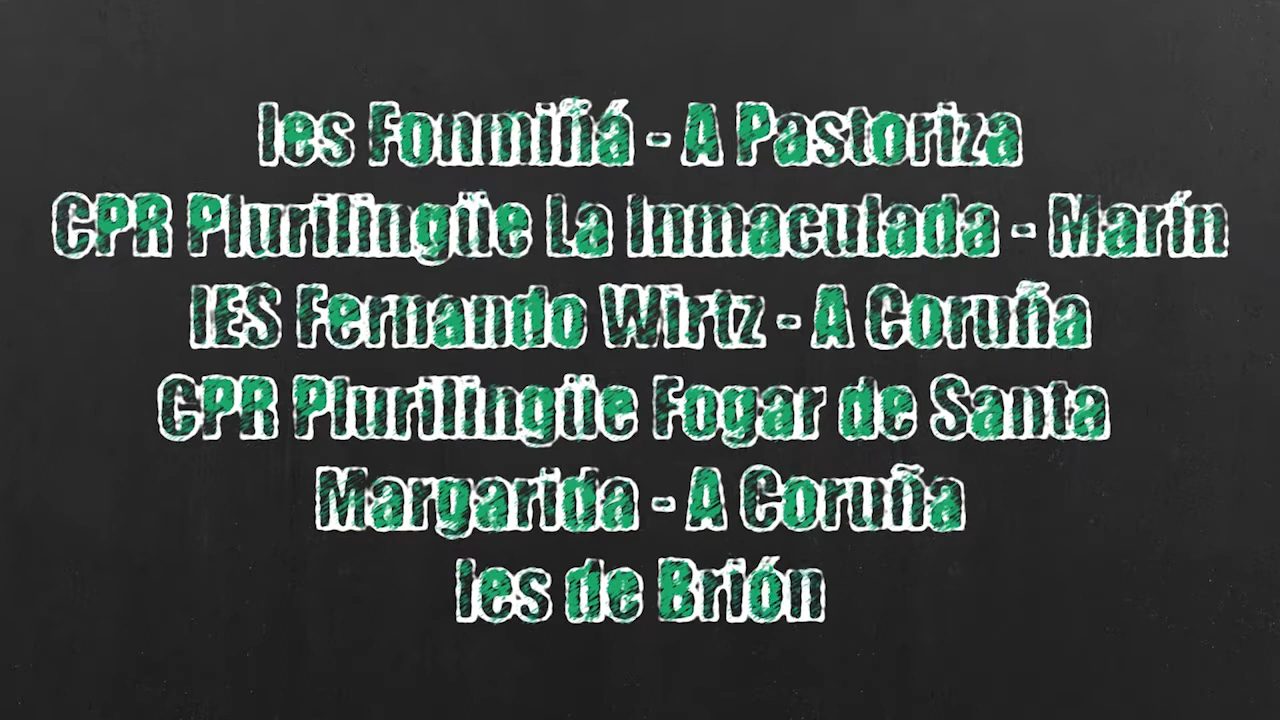 Ies Fonmiñá - A Pastoriza
CPR Plurilingüe La Inmaculada - Marín
IES Fernando Wirtz - A Coruña
CPR Plurilingüe Fogar de Santa
Margarida - A Coruña
Ies de Brión